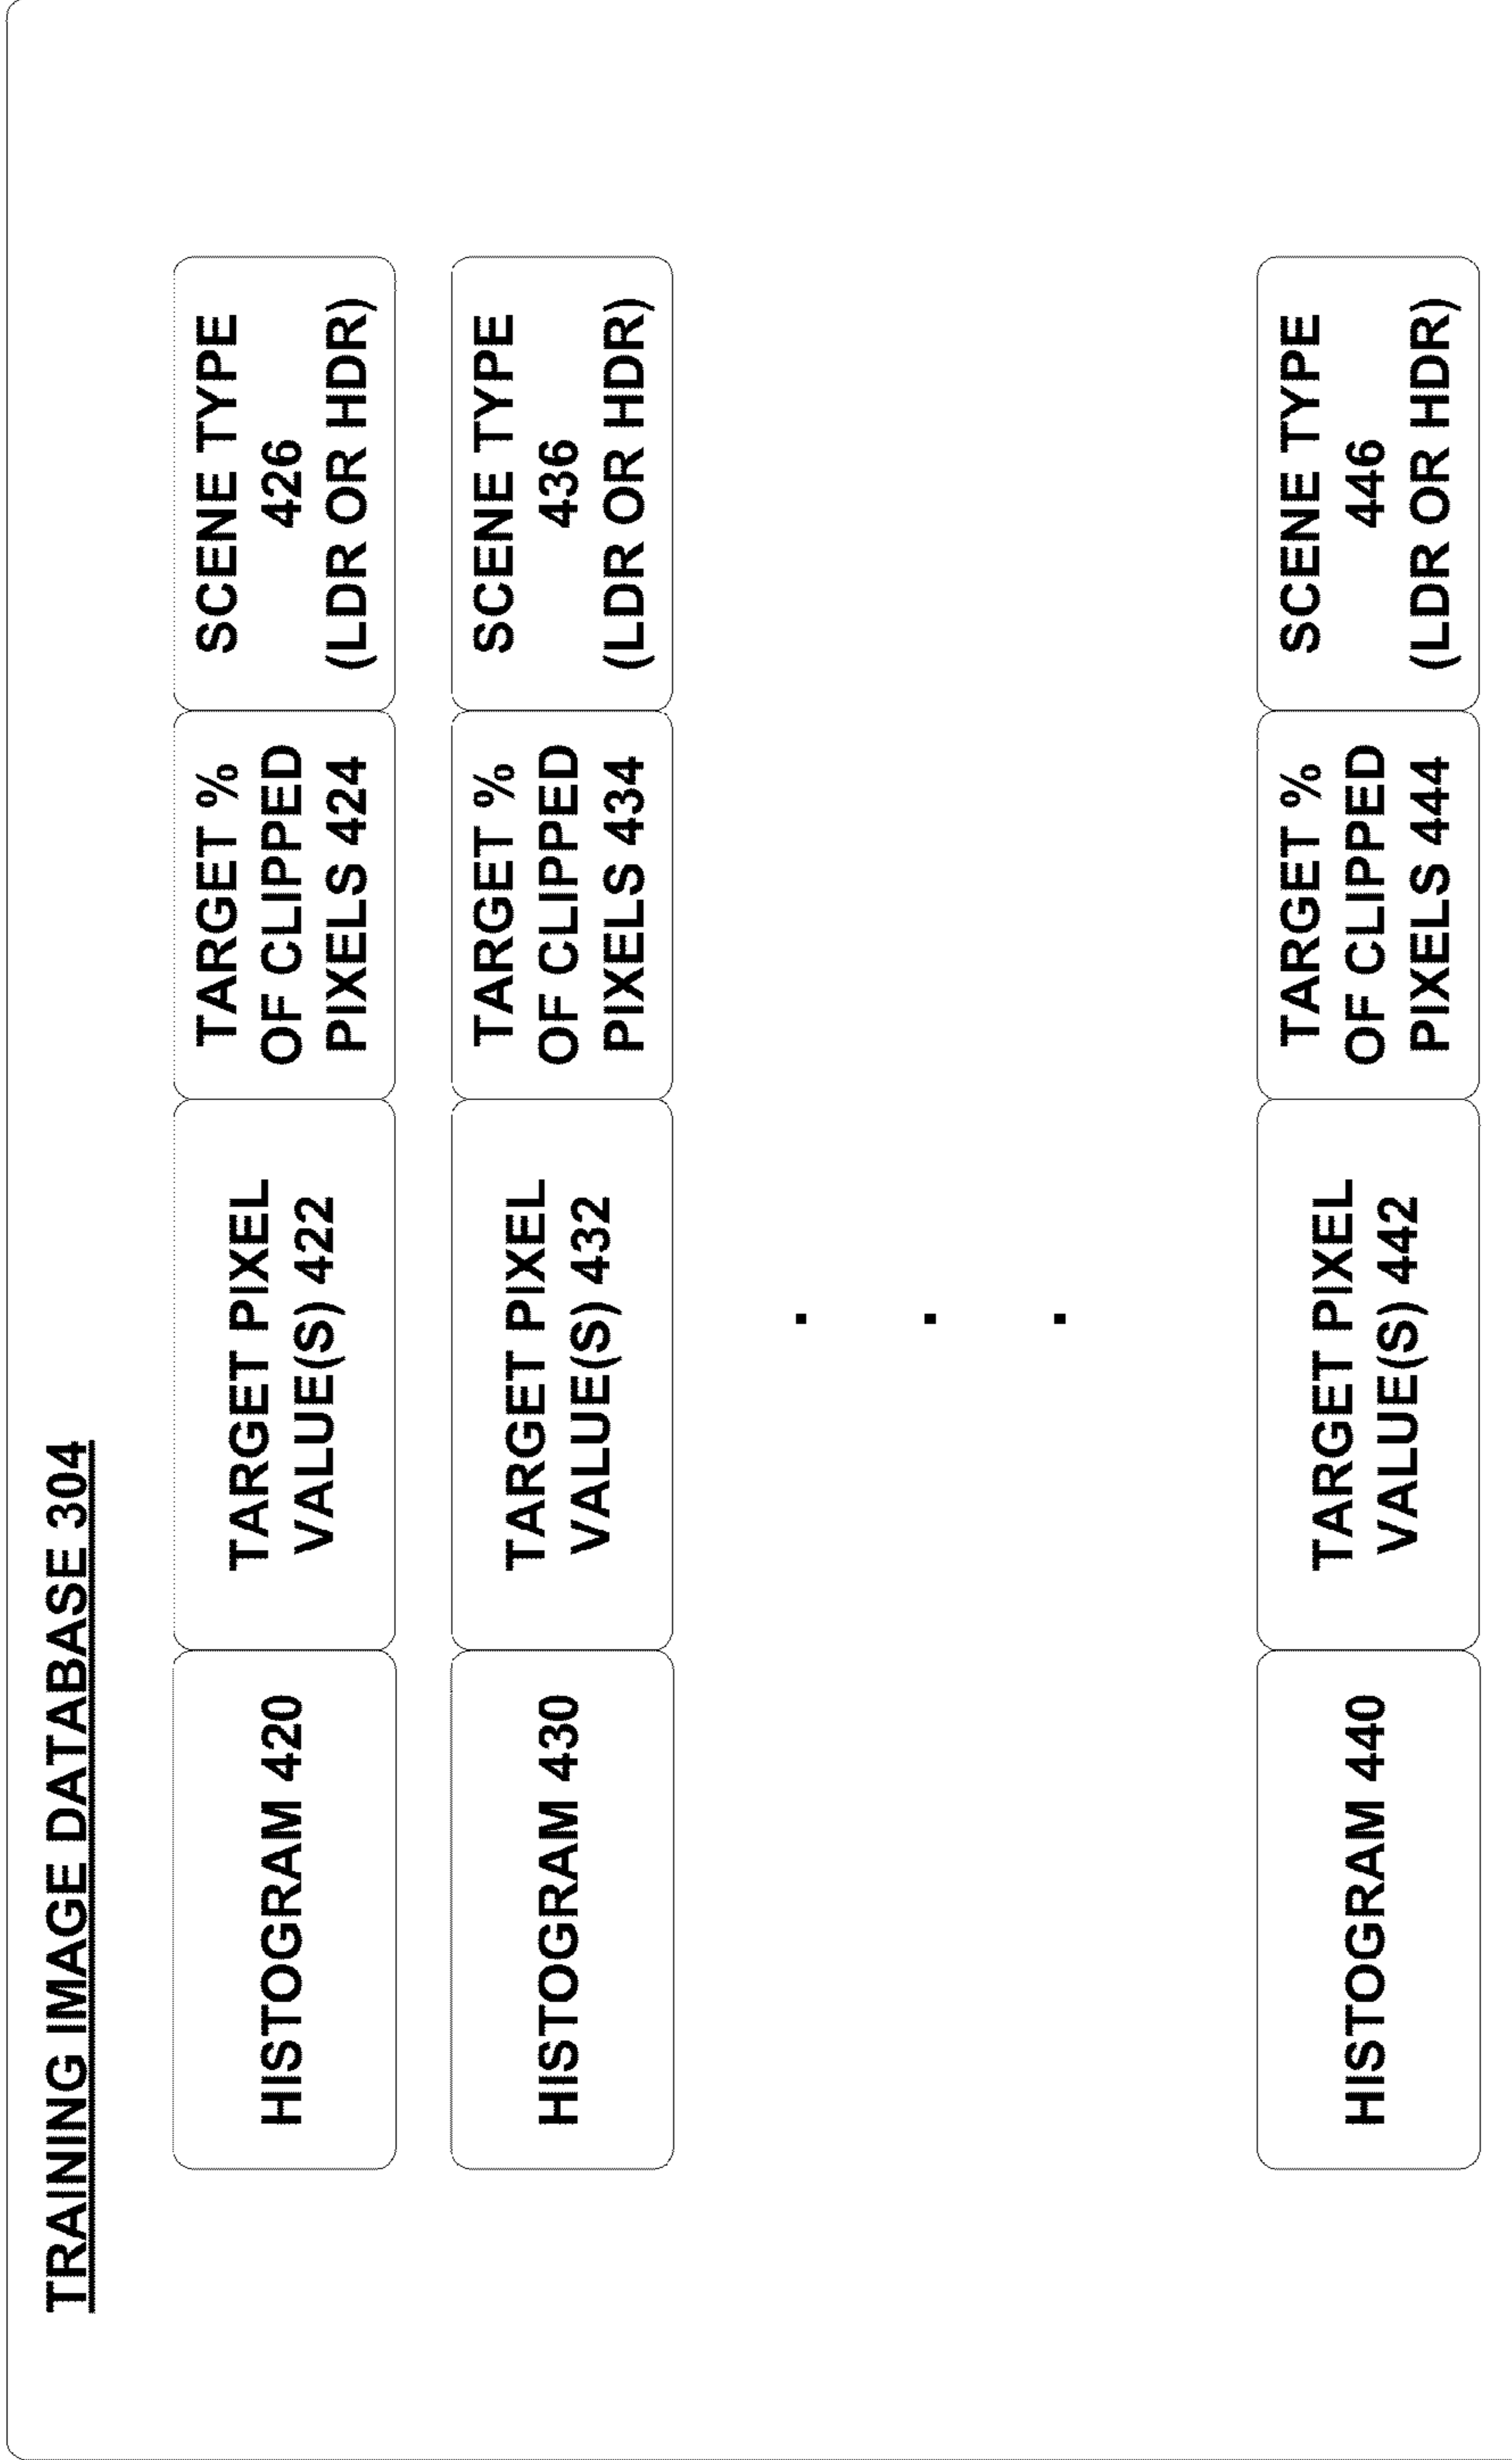 TRAINING IMAGE DATABASE 304
HISTOGRAM 420
TARGET PIXEL
VALUE(S) 422
TARGET %
OF CLIPPED
PIXELS 424
SCENE TYPE
426
(LDR OR HDR)
HISTOGRAM 430
TARGET PIXEL
VALUE(S) 432
TARGET %
OF CLIPPED
PIXELS 434
SCENE TYPE
436
(LDR OR HDR)
HISTOGRAM 440
TARGET PIXEL
VALUE(S) 442
TARGET %
OF CLIPPED
PIXELS 444
SCENE TYPE
446
(LDR OR HDR)